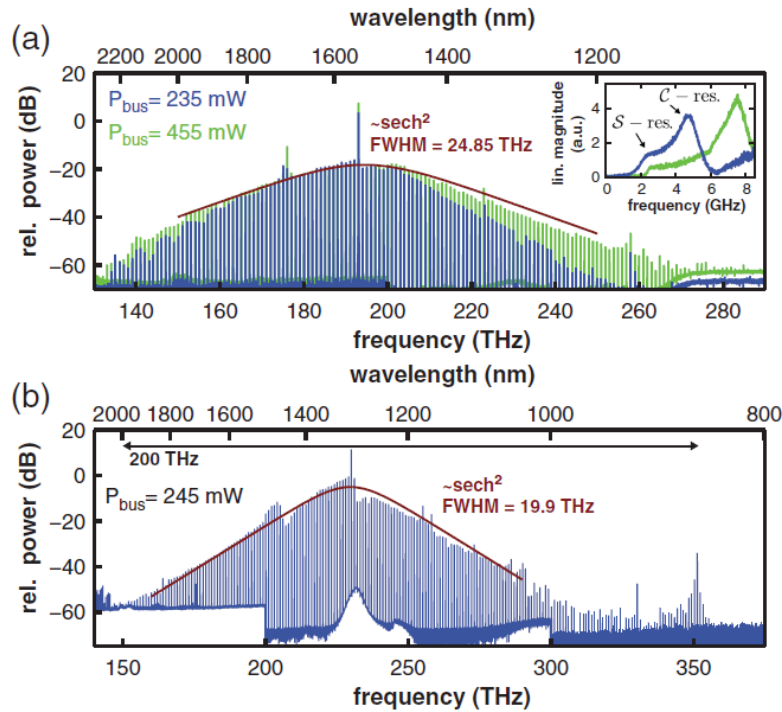 (a)
wavelength (nm)
2200 2000 1800 1600 1400 1200
rel. power (dB)
20
0
−20
−40
−60
P_bus= 235 mW
P_bus= 455 mW
~sech²
FWHM = 24.85 THz
lin. magnitude
(a.u.)
4
2
0
𝒞 − res.
𝒮 − res.
0 2 4 6 8
frequency (GHz)
140 160 180 200 220 240 260 280
frequency (THz)
(b)
wavelength (nm)
2000 1800 1600 1400 1200 1000 800
rel. power (dB)
20
0
−20
−40
−60
200 THz
P_bus= 245 mW
~sech²
FWHM = 19.9 THz
150 200 250 300 350
frequency (THz)